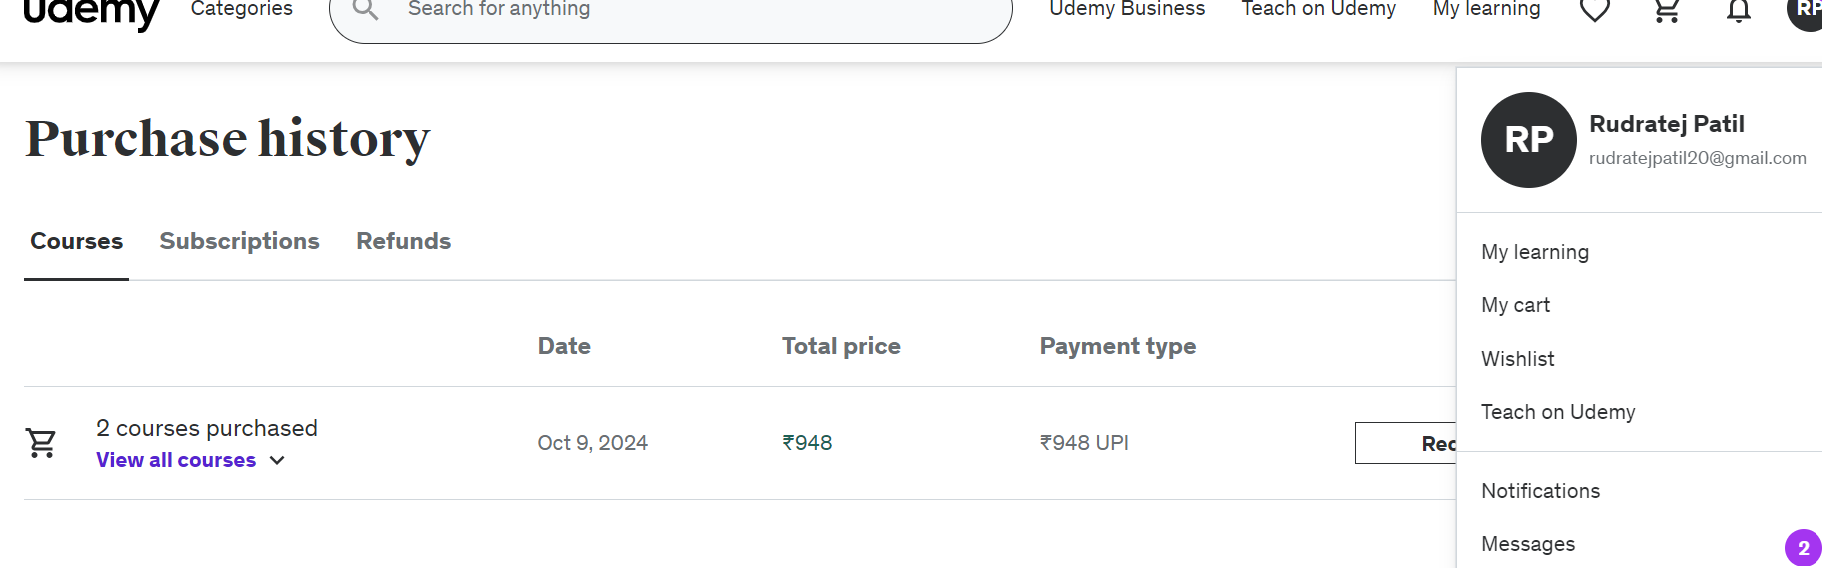 udemy Categories Search for anything Udemy Business Teach on Udemy My learning RP
Purchase history
RP Rudratej Patil
rudratejpatil20@gmail.com
Courses Subscriptions Refunds
My learning
My cart
Wishlist
Teach on Udemy
Notifications
Messages 2
Date Total price Payment type
2 courses purchased
View all courses
Oct 9, 2024 ₹948 ₹948 UPI Rec